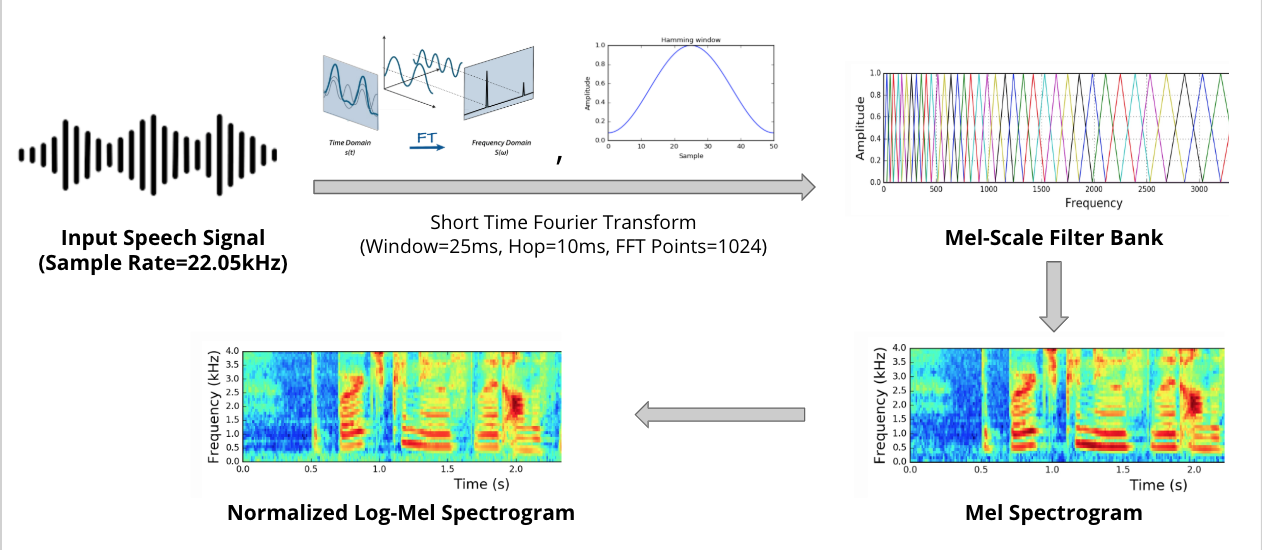 Time Domain
s(t)
FT
Frequency Domain
S(ω)
,
Hamming window
Amplitude
1.0
0.8
0.6
0.4
0.2
0.0
0 10 20 30 40 50
Sample
Input Speech Signal
(Sample Rate=22.05kHz)
Short Time Fourier Transform
(Window=25ms, Hop=10ms, FFT Points=1024)
Amplitude
1.0
0.8
0.6
0.4
0.2
0.0
0 500 1000 1500 2000 2500 3000
Frequency
Mel-Scale Filter Bank
Frequency (kHz)
4.0
3.5
3.0
2.5
2.0
1.5
1.0
0.5
0.0
0.0 0.5 1.0 1.5 2.0
Time (s)
Normalized Log-Mel Spectrogram
Frequency (kHz)
4.0
3.5
3.0
2.5
2.0
1.5
1.0
0.5
0.0
0.0 0.5 1.0 1.5 2.0
Time (s)
Mel Spectrogram